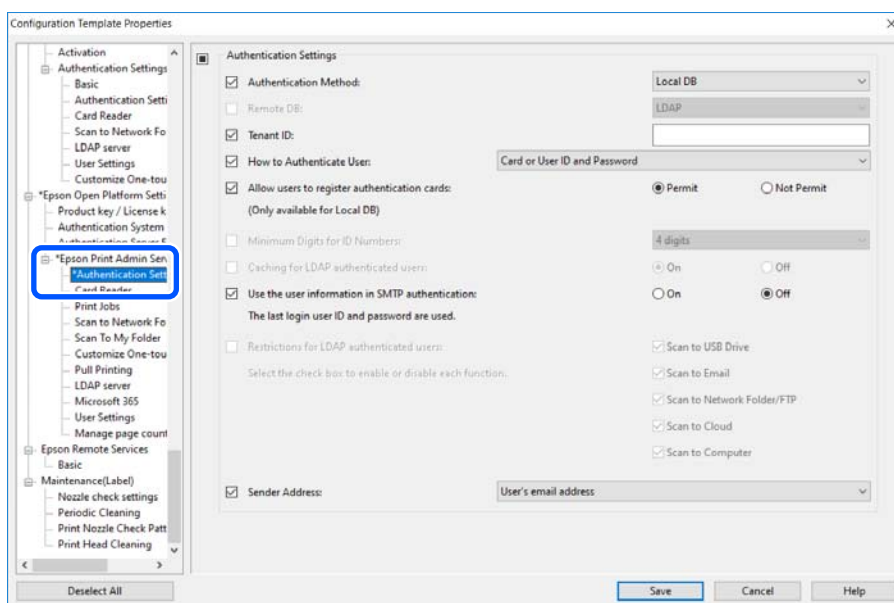 Configuration Template Properties
Activation
Authentication Settings
Basic
Authentication Setti
Card Reader
Scan to Network Fo
LDAP server
User Settings
Customize One-tou
*Epson Open Platform Setti
Product key / License k
Authentication System
*Epson Print Admin Serv
*Authentication Sett
Card Reader
Print Jobs
Scan to Network Fo
Scan To My Folder
Customize One-tou
Pull Printing
LDAP server
Microsoft 365
User Settings
Manage page count
Epson Remote Services
Basic
Maintenance(Label)
Nozzle check settings
Periodic Cleaning
Print Nozzle Check Patt
Print Head Cleaning
Deselect All
Authentication Settings
Authentication Method: Local DB
Remote DB: LDAP
Tenant ID:
How to Authenticate User: Card or User ID and Password
Allow users to register authentication cards: Permit Not Permit
(Only available for Local DB)
Minimum Digits for ID Numbers: 4 digits
Caching for LDAP authenticated users: On Off
Use the user information in SMTP authentication: On Off
The last login user ID and password are used.
Restrictions for LDAP authenticated users: Scan to USB Drive
Select the check box to enable or disable each function. Scan to Email
Scan to Network Folder/FTP
Scan to Cloud
Scan to Computer
Sender Address: User's email address
Save Cancel Help